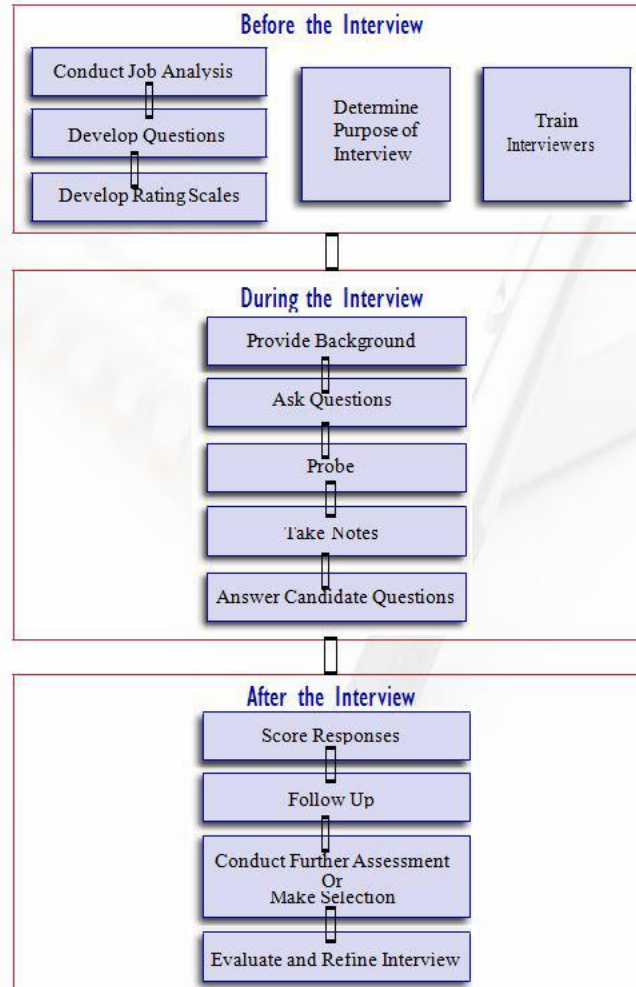 Before the Interview
Conduct Job Analysis
Develop Questions
Develop Rating Scales
Determine
Purpose of
Interview
Train
Interviewers
During the Interview
Provide Background
Ask Questions
Probe
Take Notes
Answer Candidate Questions
After the Interview
Score Responses
Follow Up
Conduct Further Assessment
Or
Make Selection
Evaluate and Refine Interview